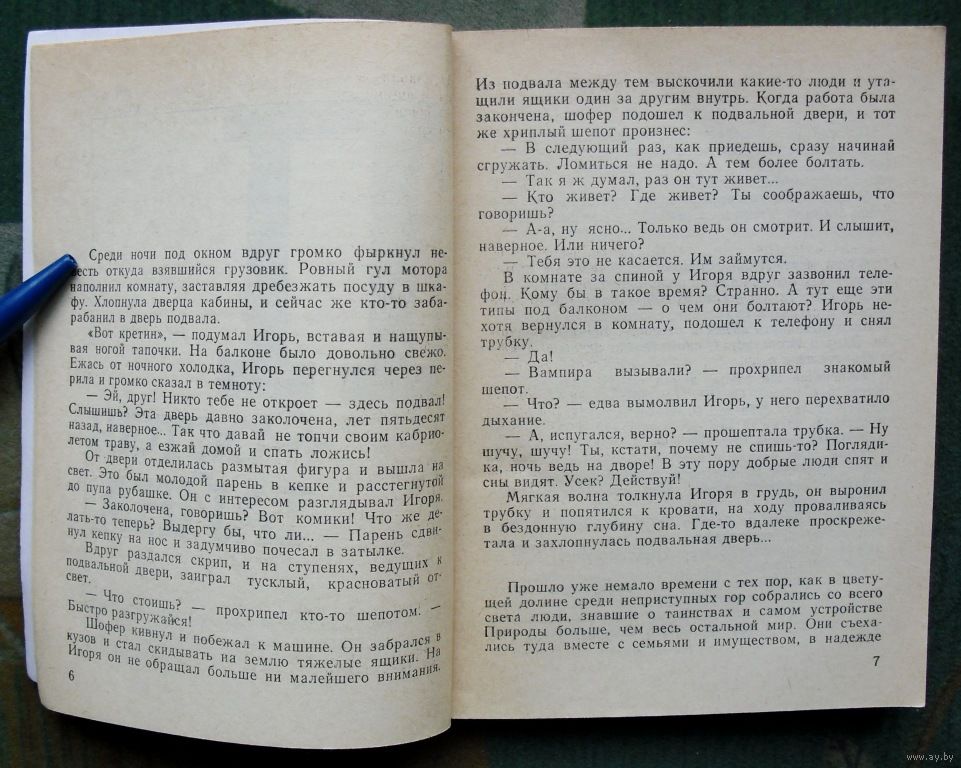 Среди ночи под окном вдруг громко фыркнул не-
весть откуда взявшийся грузовик. Ровный гул мотора
наполнил комнату, заставляя дребезжать посуду в шка-
фу. Хлопнула дверца кабины, и сейчас же кто-то заба-
рабанил в дверь подвала.
«Вот кретин», — подумал Игорь, вставая и нащупы-
вая ногой тапочки. На балконе было довольно свежо.
Ежась от ночного холодка, Игорь перегнулся через пе-
рила и громко сказал в темноту:
— Эй, друг! Никто тебе не откроет — здесь подвал!
Слышишь? Эта дверь давно заколочена, лет пятьдесят
назад, наверное... Так что давай не топчи своим кабрио-
летом траву, а езжай домой и спать ложись!
От двери отделилась размытая фигура и вышла на
свет. Это был молодой парень в кепке и расстегнутой
до пупа рубашке. Он с интересом разглядывал Игоря.
— Заколочена, говоришь? Вот комики! Что же де-
лать-то теперь? Выдергу бы, что ли... — Парень сдви-
нул кепку на нос и задумчиво почесал в затылке.
Вдруг раздался скрип, и на ступенях, ведущих к
подвальной двери, заиграл тусклый, красноватый от-
свет.
— Что стоишь? — прохрипел кто-то шепотом. —
Быстро разгружайся!
Шофер кивнул и побежал к машине. Он забрался в
кузов и стал скидывать на землю тяжелые ящики. На
Игоря он не обращал больше ни малейшего внимания.
6
Из подвала между тем выскочили какие-то люди и ута-
щили ящики один за другим внутрь. Когда работа была
закончена, шофер подошел к подвальной двери, и тот
же хриплый шепот произнес:
— В следующий раз, как приедешь, сразу начинай
сгружать. Ломиться не надо. А тем более болтать.
— Так я ж думал, раз он тут живет...
— Кто живет? Где живет? Ты соображаешь, что
говоришь?
— А-а, ну ясно... Только ведь он смотрит. И слышит,
наверное. Или ничего?
— Тебя это не касается. Им займутся.
В комнате за спиной у Игоря вдруг зазвонил теле-
фон. Кому бы в такое время? Странно. А тут еще эти
типы под балконом — о чем они болтают? Игорь не-
хотя вернулся в комнату, подошел к телефону и снял
трубку.
— Да!
— Вампира вызывали? — прохрипел знакомый
шепот.
— Что? — едва вымолвил Игорь, у него перехватило
дыхание.
— А, испугался, верно? — прошептала трубка. — Ну
шучу, шучу! Ты, кстати, почему не спишь-то? Погляди-
ка, ночь ведь на дворе! В эту пору добрые люди спят и
сны видят. Усек? Действуй!
Мягкая волна толкнула Игоря в грудь, он выронил
трубку и попятился к кровати, на ходу проваливаясь
в бездонную глубину сна. Где-то вдалеке проскреже-
тала и захлопнулась подвальная дверь...
Прошло уже немало времени с тех пор, как в цвету-
щей долине среди неприступных гор собрались со всего
света люди, знавшие о таинствах и самом устройстве
Природы больше, чем весь остальной мир. Они съеха-
лись туда вместе с семьями и имуществом, в надежде
7
www.ay.by